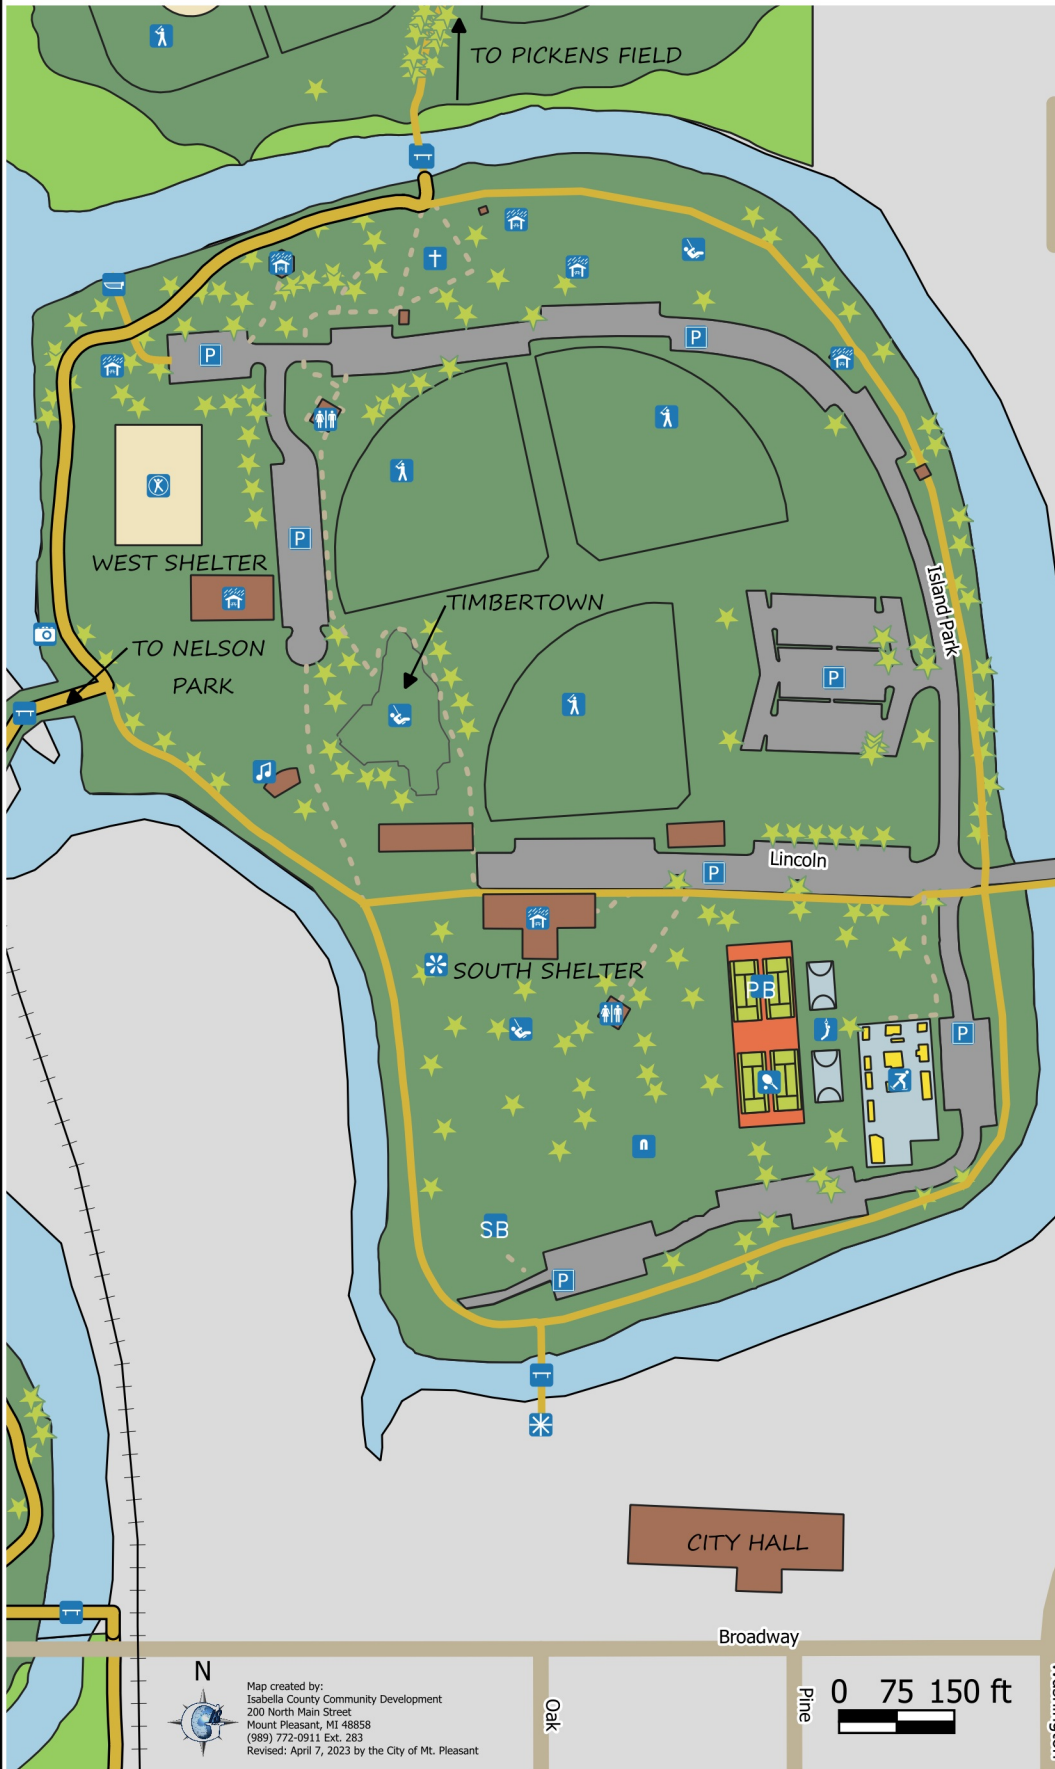 TO PICKENS FIELD
P
P
WEST SHELTER
P
TIMBERTOWN
Island Park
TO NELSON
PARK
P
Lincoln
P
SOUTH SHELTER
PB
P
SB
P
CITY HALL
Broadway
N
Map created by:
Isabella County Community Development
200 North Main Street
Mount Pleasant, MI 48858
(989) 772-0911 Ext. 283
Revised: April 7, 2023 by the City of Mt. Pleasant
Oak
Pine
0 75 150 ft